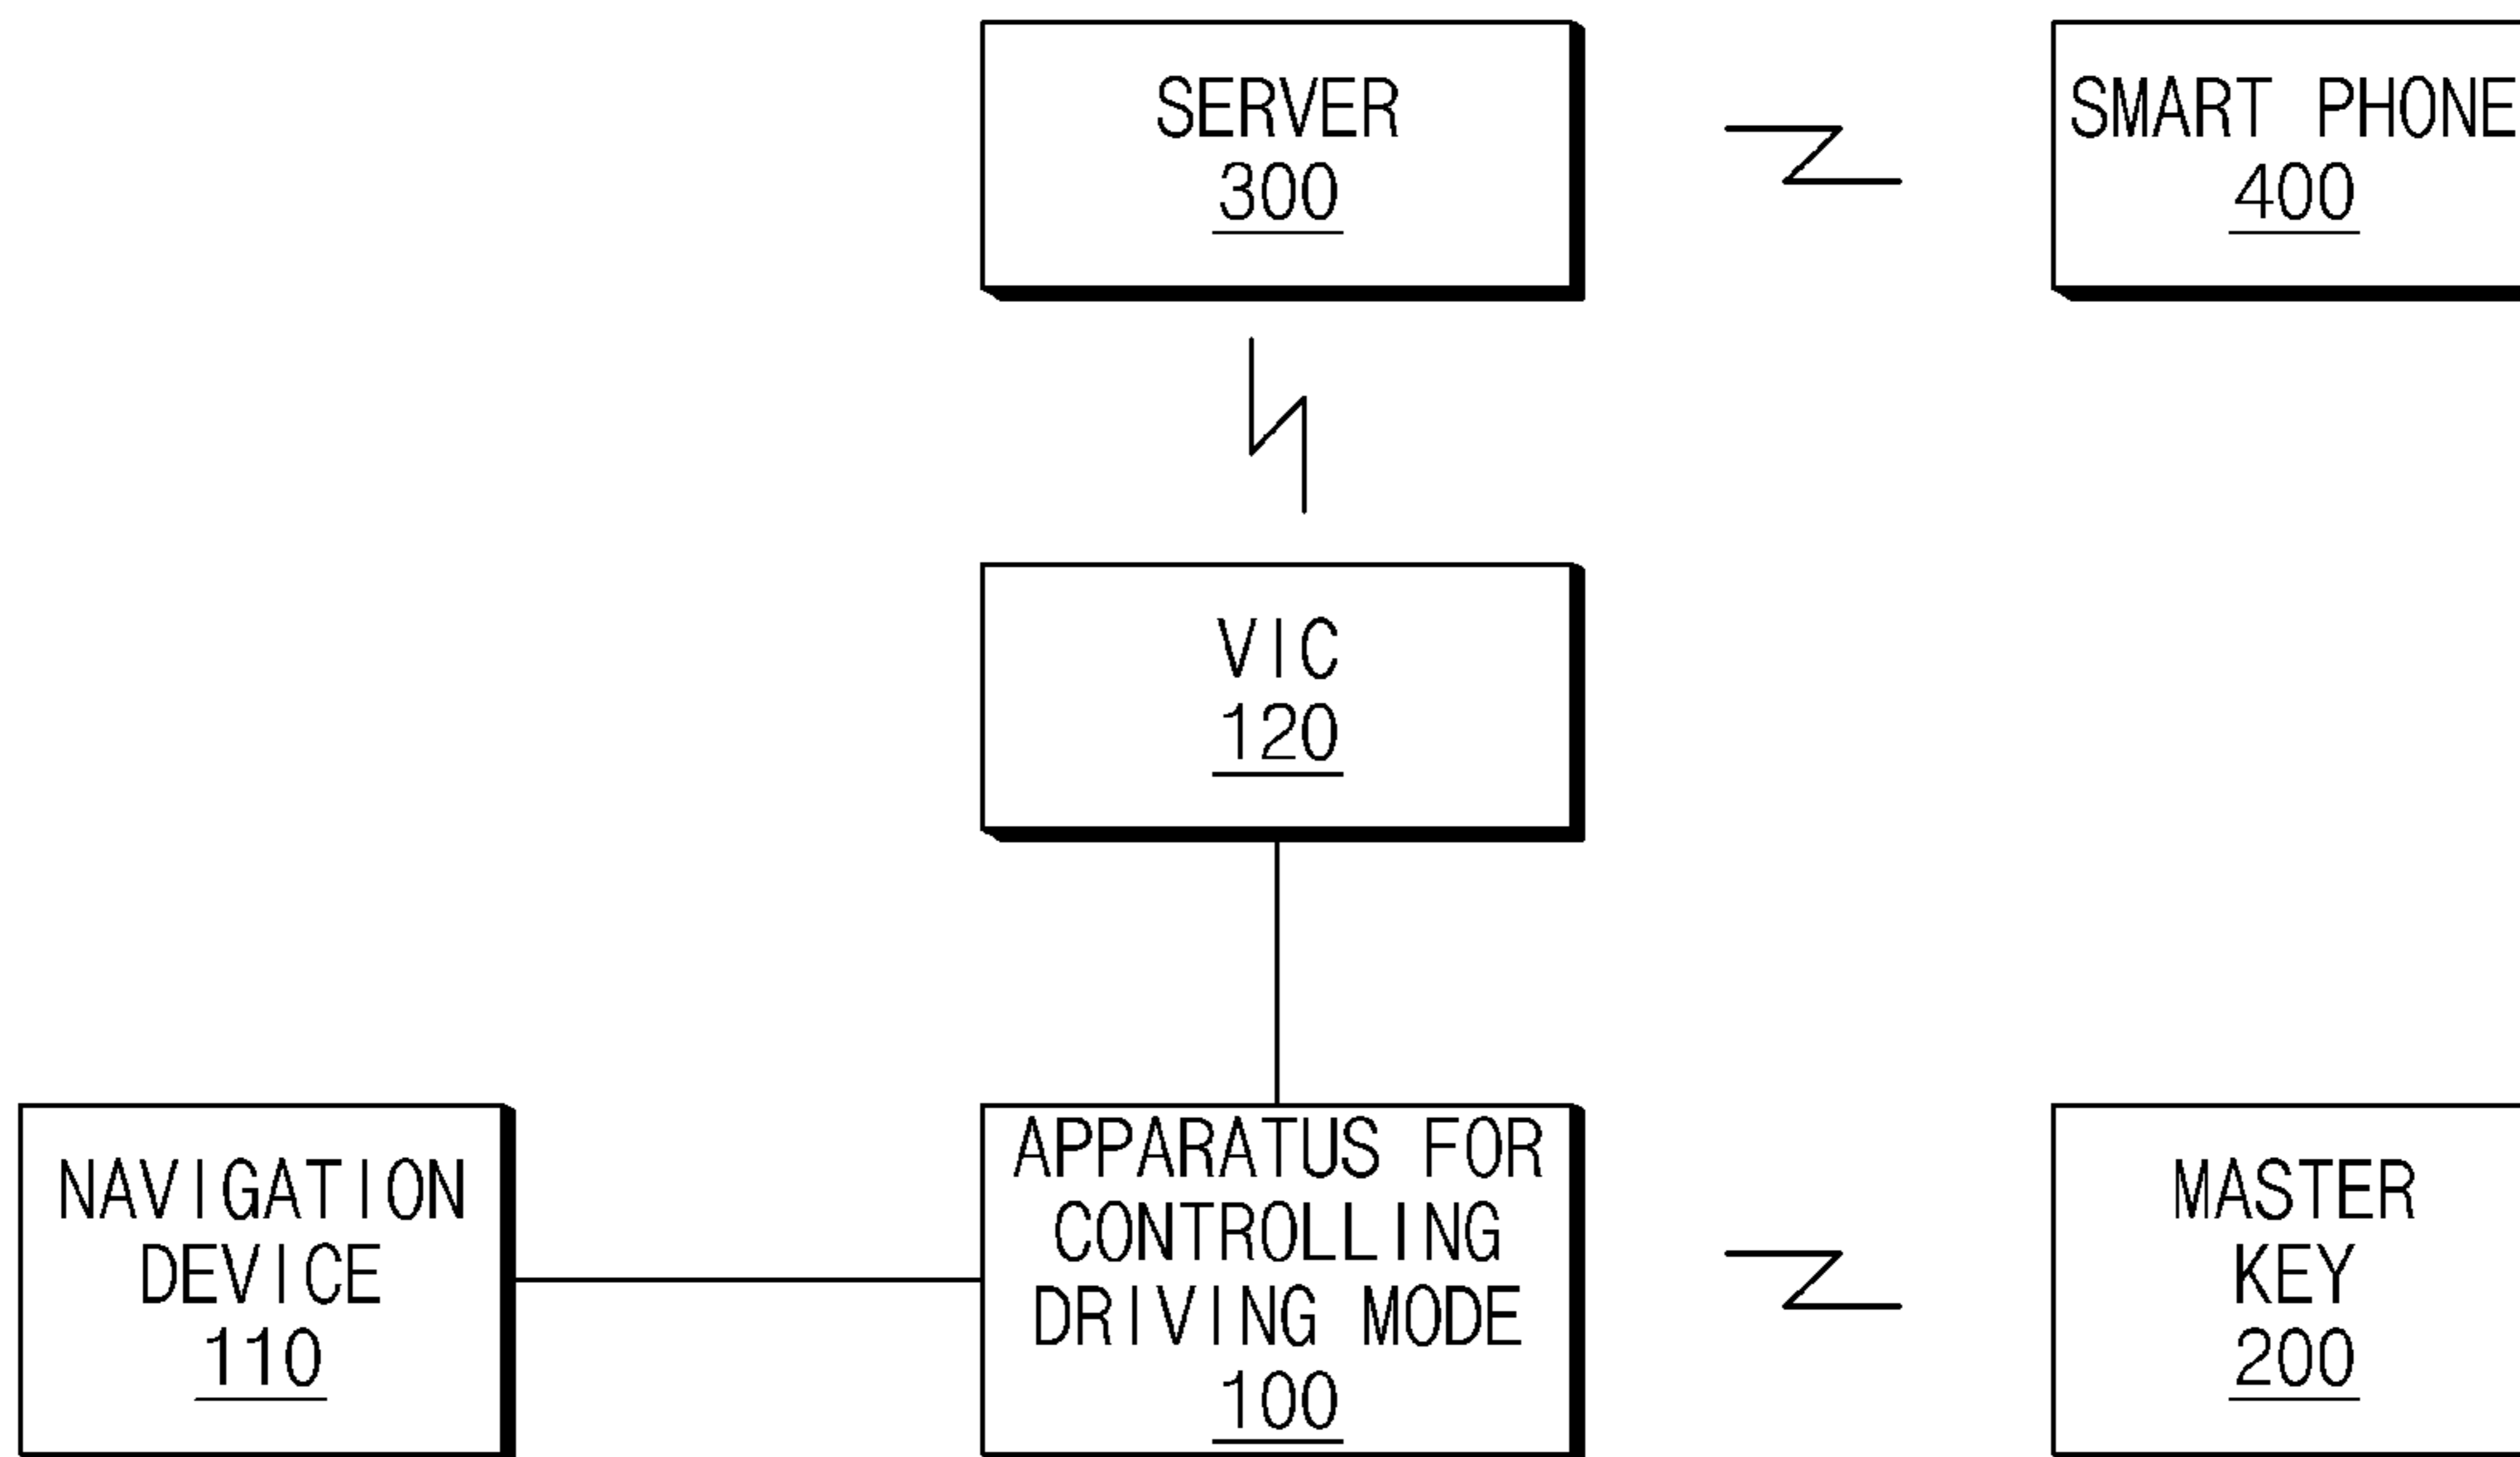 SERVER
300
SMART PHONE
400
VIC
120
NAVIGATION
DEVICE
110
APPARATUS FOR
CONTROLLING
DRIVING MODE
100
MASTER
KEY
200